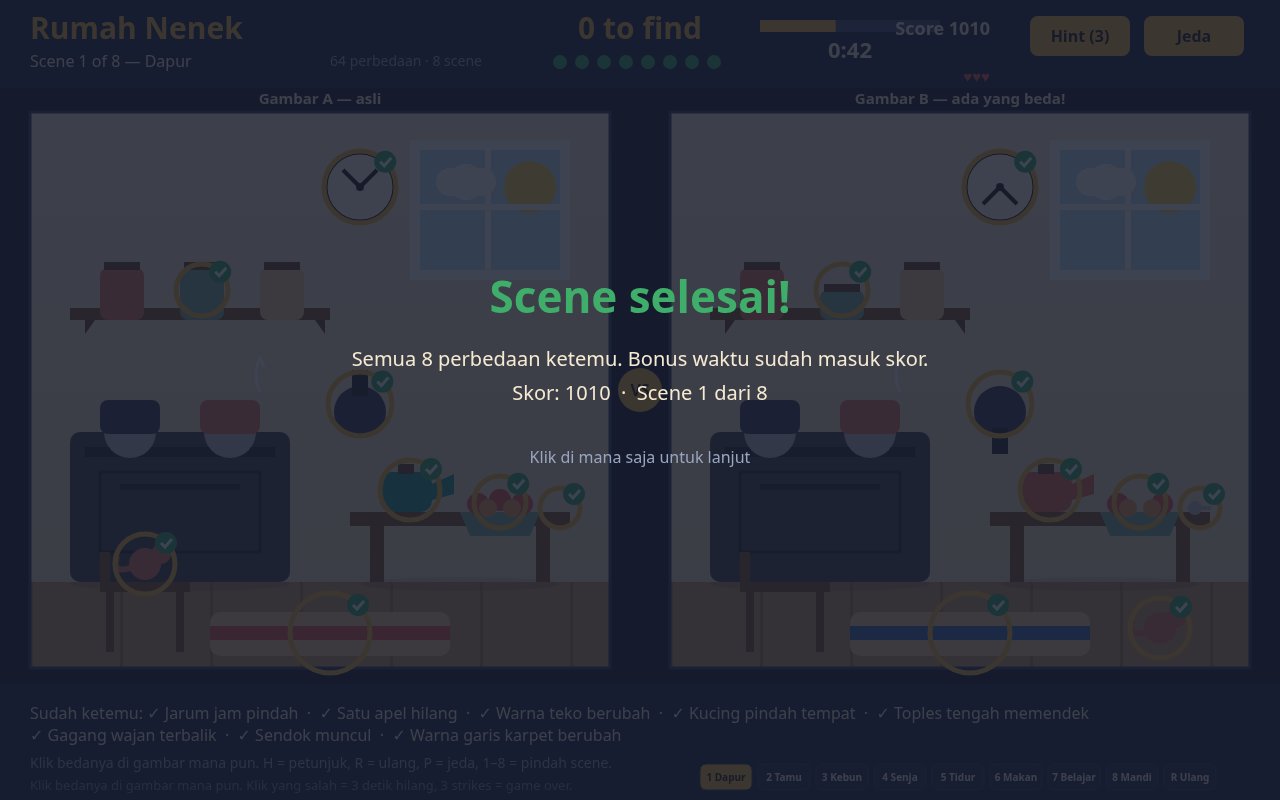 Rumah Nenek
0 to find
Score 1010
Hint (3)
Jeda
Scene 1 of 8 — Dapur
64 perbedaan · 8 scene
0:42
♥♥♥
Gambar A — asli
Gambar B — ada yang beda!
Scene selesai!
Semua 8 perbedaan ketemu. Bonus waktu sudah masuk skor.
Skor: 1010 · Scene 1 dari 8
Klik di mana saja untuk lanjut
Sudah ketemu: ✓ Jarum jam pindah · ✓ Satu apel hilang · ✓ Warna teko berubah · ✓ Kucing pindah tempat · ✓ Toples tengah memendek
✓ Gagang wajan terbalik · ✓ Sendok muncul · ✓ Warna garis karpet berubah
Klik bedanya di gambar mana pun. H = petunjuk, R = ulang, P = jeda, 1–8 = pindah scene.
Klik bedanya di gambar mana pun. Klik yang salah = 3 detik hilang, 3 strikes = game over.
1 Dapur
2 Tamu
3 Kebun
4 Senja
5 Tidur
6 Makan
7 Belajar
8 Mandi
R Ulang